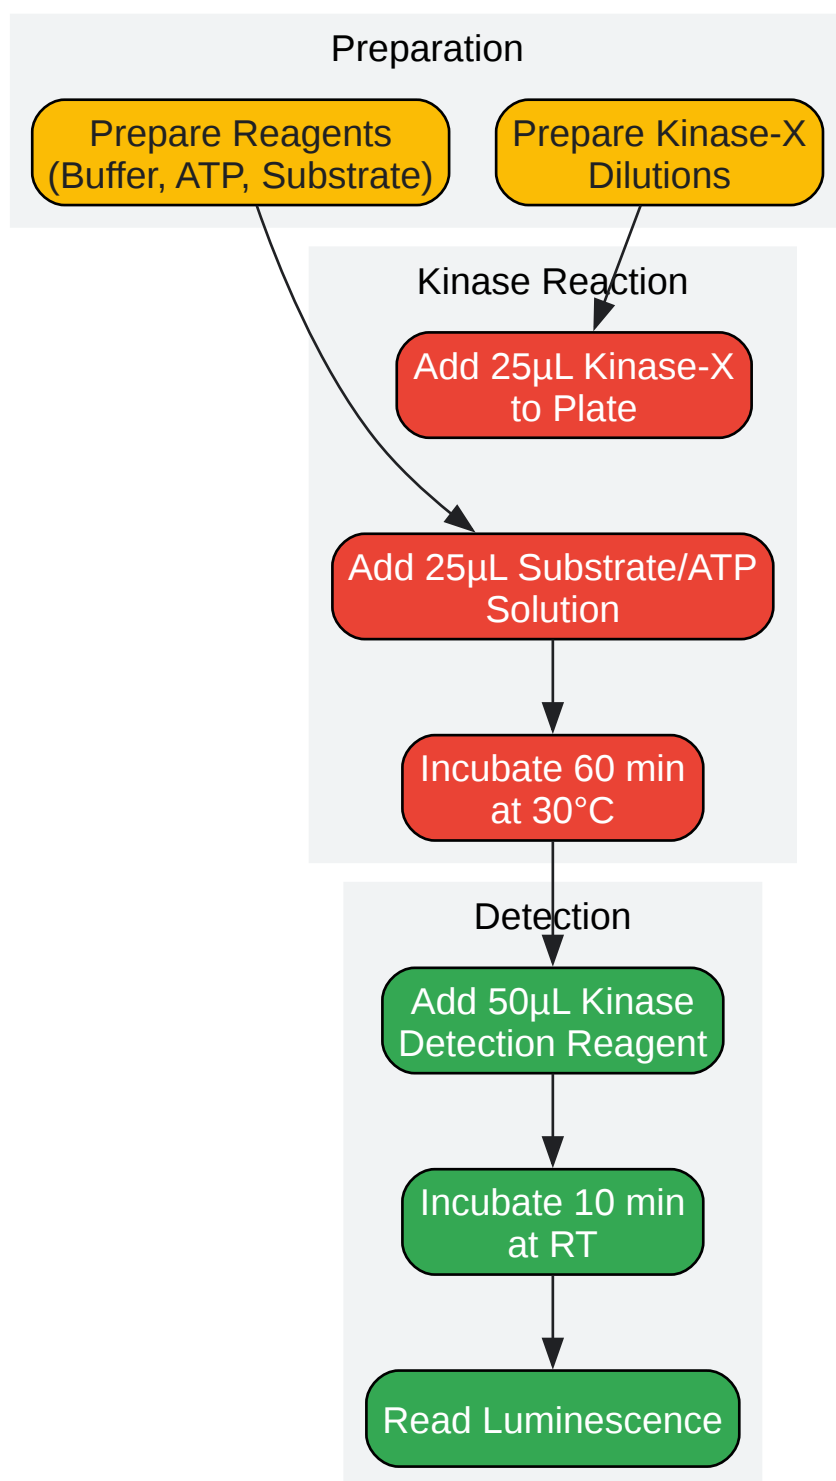 Preparation
Prepare Reagents
(Buffer, ATP, Substrate)
Prepare Kinase-X
Dilutions
Kinase Reaction
Add 25µL Kinase-X
to Plate
Add 25µL Substrate/ATP
Solution
Incubate 60 min
at 30°C
Detection
Add 50µL Kinase
Detection Reagent
Incubate 10 min
at RT
Read Luminescence